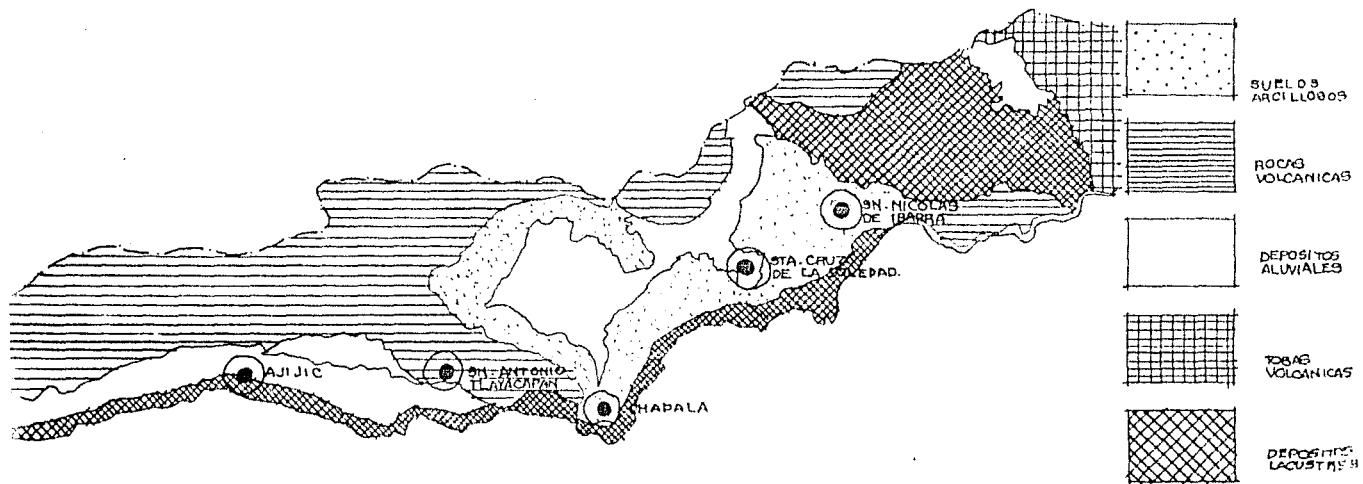 SUELOS
ARCILLOSOS
ROCAS
VOLCANICAS
SN. NICOLAS
DE IBARRA
DEPOSITOS
ALUVIALES
STA. CRUZ
DE LA SOLEDAD.
TOBAS
VOLCANICAS
AJIJIC
SN. ANTONIO
TLAYACAPAN
CHAPALA
DEPOSITOS
LACUSTRES